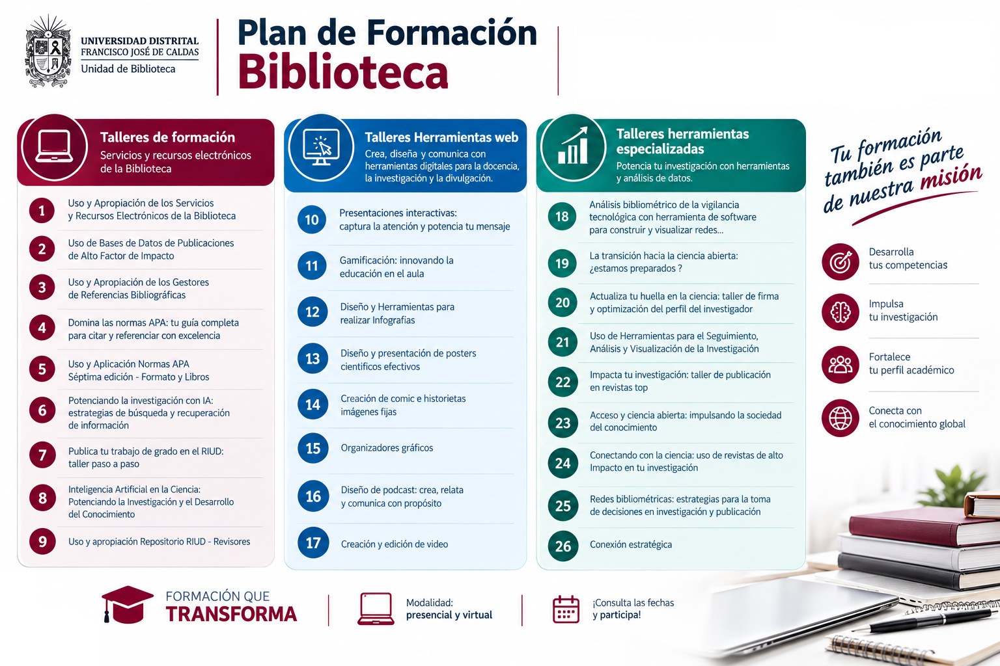 UNIVERSIDAD DISTRITAL
FRANCISCO JOSÉ DE CALDAS
Unidad de Biblioteca
Plan de Formación
Biblioteca
Talleres de formación
Servicios y recursos electrónicos
de la Biblioteca
1
Uso y Apropiación de los Servicios
y Recursos Electrónicos de la Biblioteca
2
Uso de Bases de Datos de Publicaciones
de Alto Factor de Impacto
3
Uso y Apropiación de los Gestores
de Referencias Bibliográficas
4
Domina las normas APA: tu guía completa
para citar y referenciar con excelencia
5
Uso y Aplicación Normas APA
Séptima edición - Formato y Libros
6
Potenciando la investigación con IA:
estrategias de búsqueda y recuperación
de información
7
Publica tu trabajo de grado en el RIUD:
taller paso a paso
8
Inteligencia Artificial en la Ciencia:
Potenciando la Investigación y el Desarrollo
del Conocimiento
9
Uso y apropiación Repositorio RIUD - Revisores
Talleres Herramientas web
Crea, diseña y comunica con
herramientas digitales para la docencia,
la investigación y la divulgación.
10
Presentaciones interactivas:
captura la atención y potencia tu mensaje
11
Gamificación: innovando la
educación en el aula
12
Diseño y Herramientas para
realizar Infografías
13
Diseño y presentación de posters
cientificos efectivos
14
Creación de comic e historietas
imágenes fijas
15
Organizadores gráficos
16
Diseño de podcast: crea, relata
y comunica con propósito
17
Creación y edición de video
Talleres herramientas
especializadas
Potencia tu investigación con herramientas
y análisis de datos.
18
Análisis bibliométrico de la vigilancia
tecnológica con herramienta de software
para construir y visualizar redes...
19
La transición hacia la ciencia abierta:
¿estamos preparados ?
20
Actualiza tu huella en la ciencia: taller de firma
y optimización del perfil del investigador
21
Uso de Herramientas para el Seguimiento,
Análisis y Visualización de la Investigación
22
Impacta tu investigación: taller de publicación
en revistas top
23
Acceso y ciencia abierta: impulsando la sociedad
del conocimiento
24
Conectando con la ciencia: uso de revistas de alto
Impacto en tu investigación
25
Redes bibliométricas: estrategias para la toma
de decisiones en investigación y publicación
26
Conexión estratégica
Tu formación
también es parte
de nuestra misión
Desarrolla
tus competencias
Impulsa
tu investigación
Fortalece
tu perfil académico
Conecta con
el conocimiento global
FORMACIÓN QUE
TRANSFORMA
Modalidad:
presencial y virtual
¡Consulta las fechas
y participa!